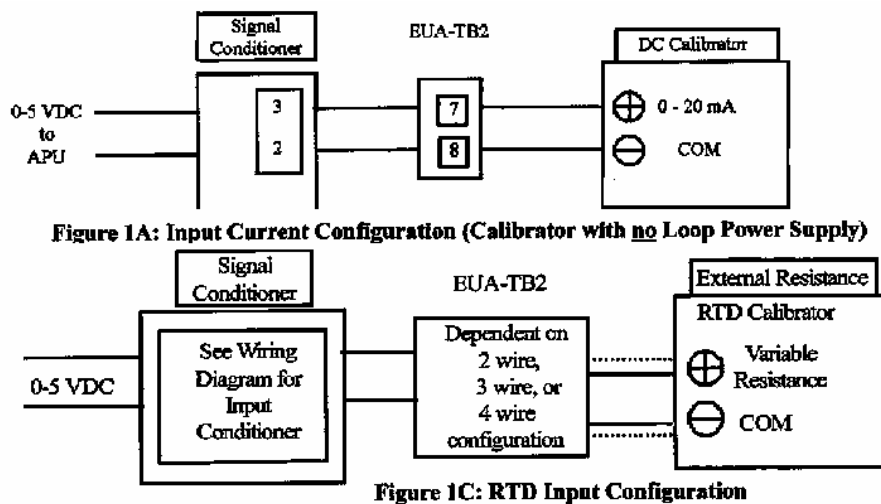 Signal
Conditioner
EUA-TB2
DC Calibrator
0-5 VDC
to
APU
3
2
7
8
0 - 20 mA
COM
Figure 1A: Input Current Configuration (Calibrator with no Loop Power Supply)
Signal
Conditioner
EUA-TB2
External Resistance
RTD Calibrator
0-5 VDC
See Wiring
Diagram for
Input
Conditioner
Dependent on
2 wire,
3 wire, or
4 wire
configuration
Variable
Resistance
COM
Figure 1C: RTD Input Configuration